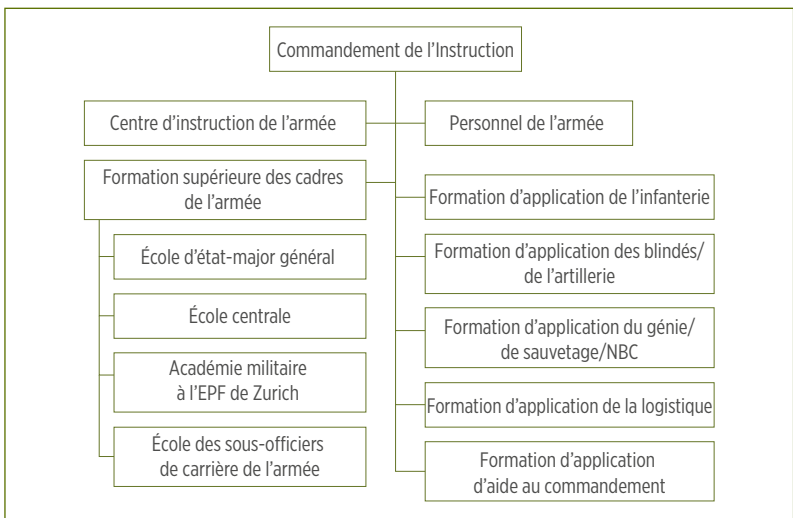 Commandement de l'Instruction
Centre d'instruction de l'armée
Personnel de l'armée
Formation supérieure des cadres
de l'armée
Formation d'application de l'infanterie
École d'état-major général
Formation d'application des blindés/
de l'artillerie
École centrale
Formation d'application du génie/
de sauvetage/NBC
Académie militaire
à l'EPF de Zurich
Formation d'application de la logistique
École des sous-officiers
de carrière de l'armée
Formation d'application
d'aide au commandement